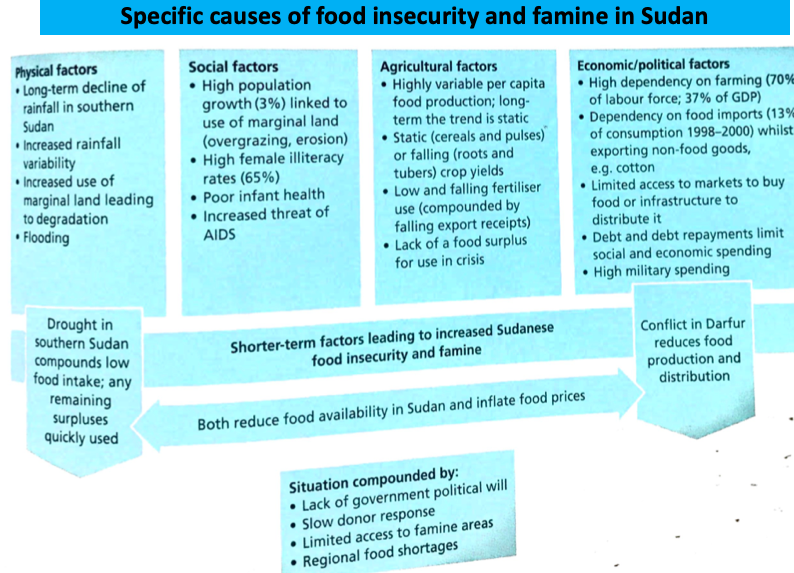 Specific causes of food insecurity and famine in Sudan
Physical factors
• Long-term decline of
rainfall in southern
Sudan
• Increased rainfall
variability
• Increased use of
marginal land leading
to degradation
• Flooding
Social factors
• High population
growth (3%) linked to
use of marginal land
(overgrazing, erosion)
• High female illiteracy
rates (65%)
• Poor infant health
• Increased threat of
AIDS
Agricultural factors
• Highly variable per capita
food production; long-
term the trend is static
• Static (cereals and pulses)
or falling (roots and
tubers) crop yields
• Low and falling fertiliser
use (compounded by
falling export receipts)
• Lack of a food surplus
for use in crisis
Economic/political factors
• High dependency on farming (70%
of labour force; 37% of GDP)
• Dependency on food imports (13%
of consumption 1998–2000) whilst
exporting non-food goods,
e.g. cotton
• Limited access to markets to buy
food or infrastructure to
distribute it
• Debt and debt repayments limit
social and economic spending
• High military spending
Drought in
southern Sudan
compounds low
food intake; any
remaining
surpluses
quickly used
Shorter-term factors leading to increased Sudanese
food insecurity and famine
Conflict in Darfur
reduces food
production and
distribution
Both reduce food availability in Sudan and inflate food prices
Situation compounded by:
• Lack of government political will
• Slow donor response
• Limited access to famine areas
• Regional food shortages